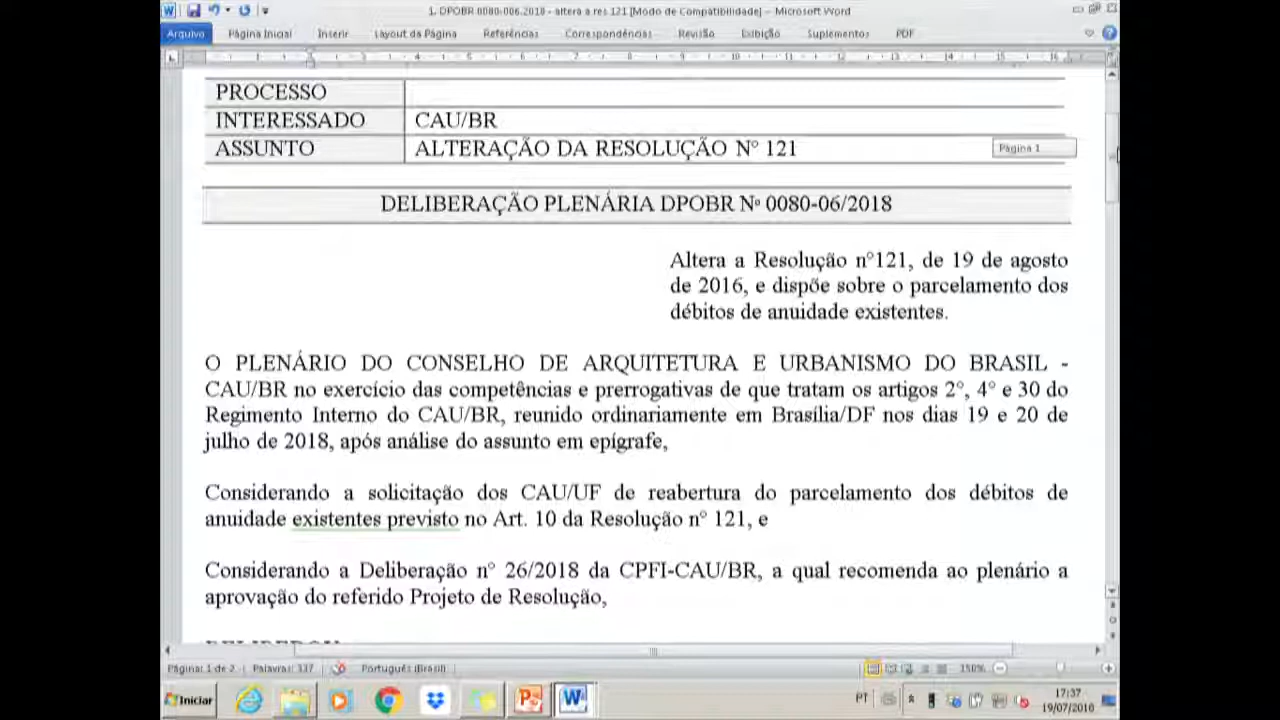 1. DPOBR 0080-006.2018 - altera a res 121 [Modo de Compatibilidade] - Microsoft Word
Arquivo Página Inicial Inserir Layout da Página Referências Correspondências Revisão Exibição Suplementos PDF
PROCESSO
INTERESSADO CAU/BR
ASSUNTO ALTERAÇÃO DA RESOLUÇÃO N° 121
Página 1
DELIBERAÇÃO PLENÁRIA DPOBR Nº 0080-06/2018
Altera a Resolução n°121, de 19 de agosto
de 2016, e dispõe sobre o parcelamento dos
débitos de anuidade existentes.
O PLENÁRIO DO CONSELHO DE ARQUITETURA E URBANISMO DO BRASIL -
CAU/BR no exercício das competências e prerrogativas de que tratam os artigos 2°, 4° e 30 do
Regimento Interno do CAU/BR, reunido ordinariamente em Brasília/DF nos dias 19 e 20 de
julho de 2018, após análise do assunto em epígrafe,
Considerando a solicitação dos CAU/UF de reabertura do parcelamento dos débitos de
anuidade existentes previsto no Art. 10 da Resolução n° 121, e
Considerando a Deliberação n° 26/2018 da CPFI-CAU/BR, a qual recomenda ao plenário a
aprovação do referido Projeto de Resolução,
Página: 1 de 2 Palavras: 337 Português (Brasil) 150%
Iniciar PT 17:37
19/07/2018